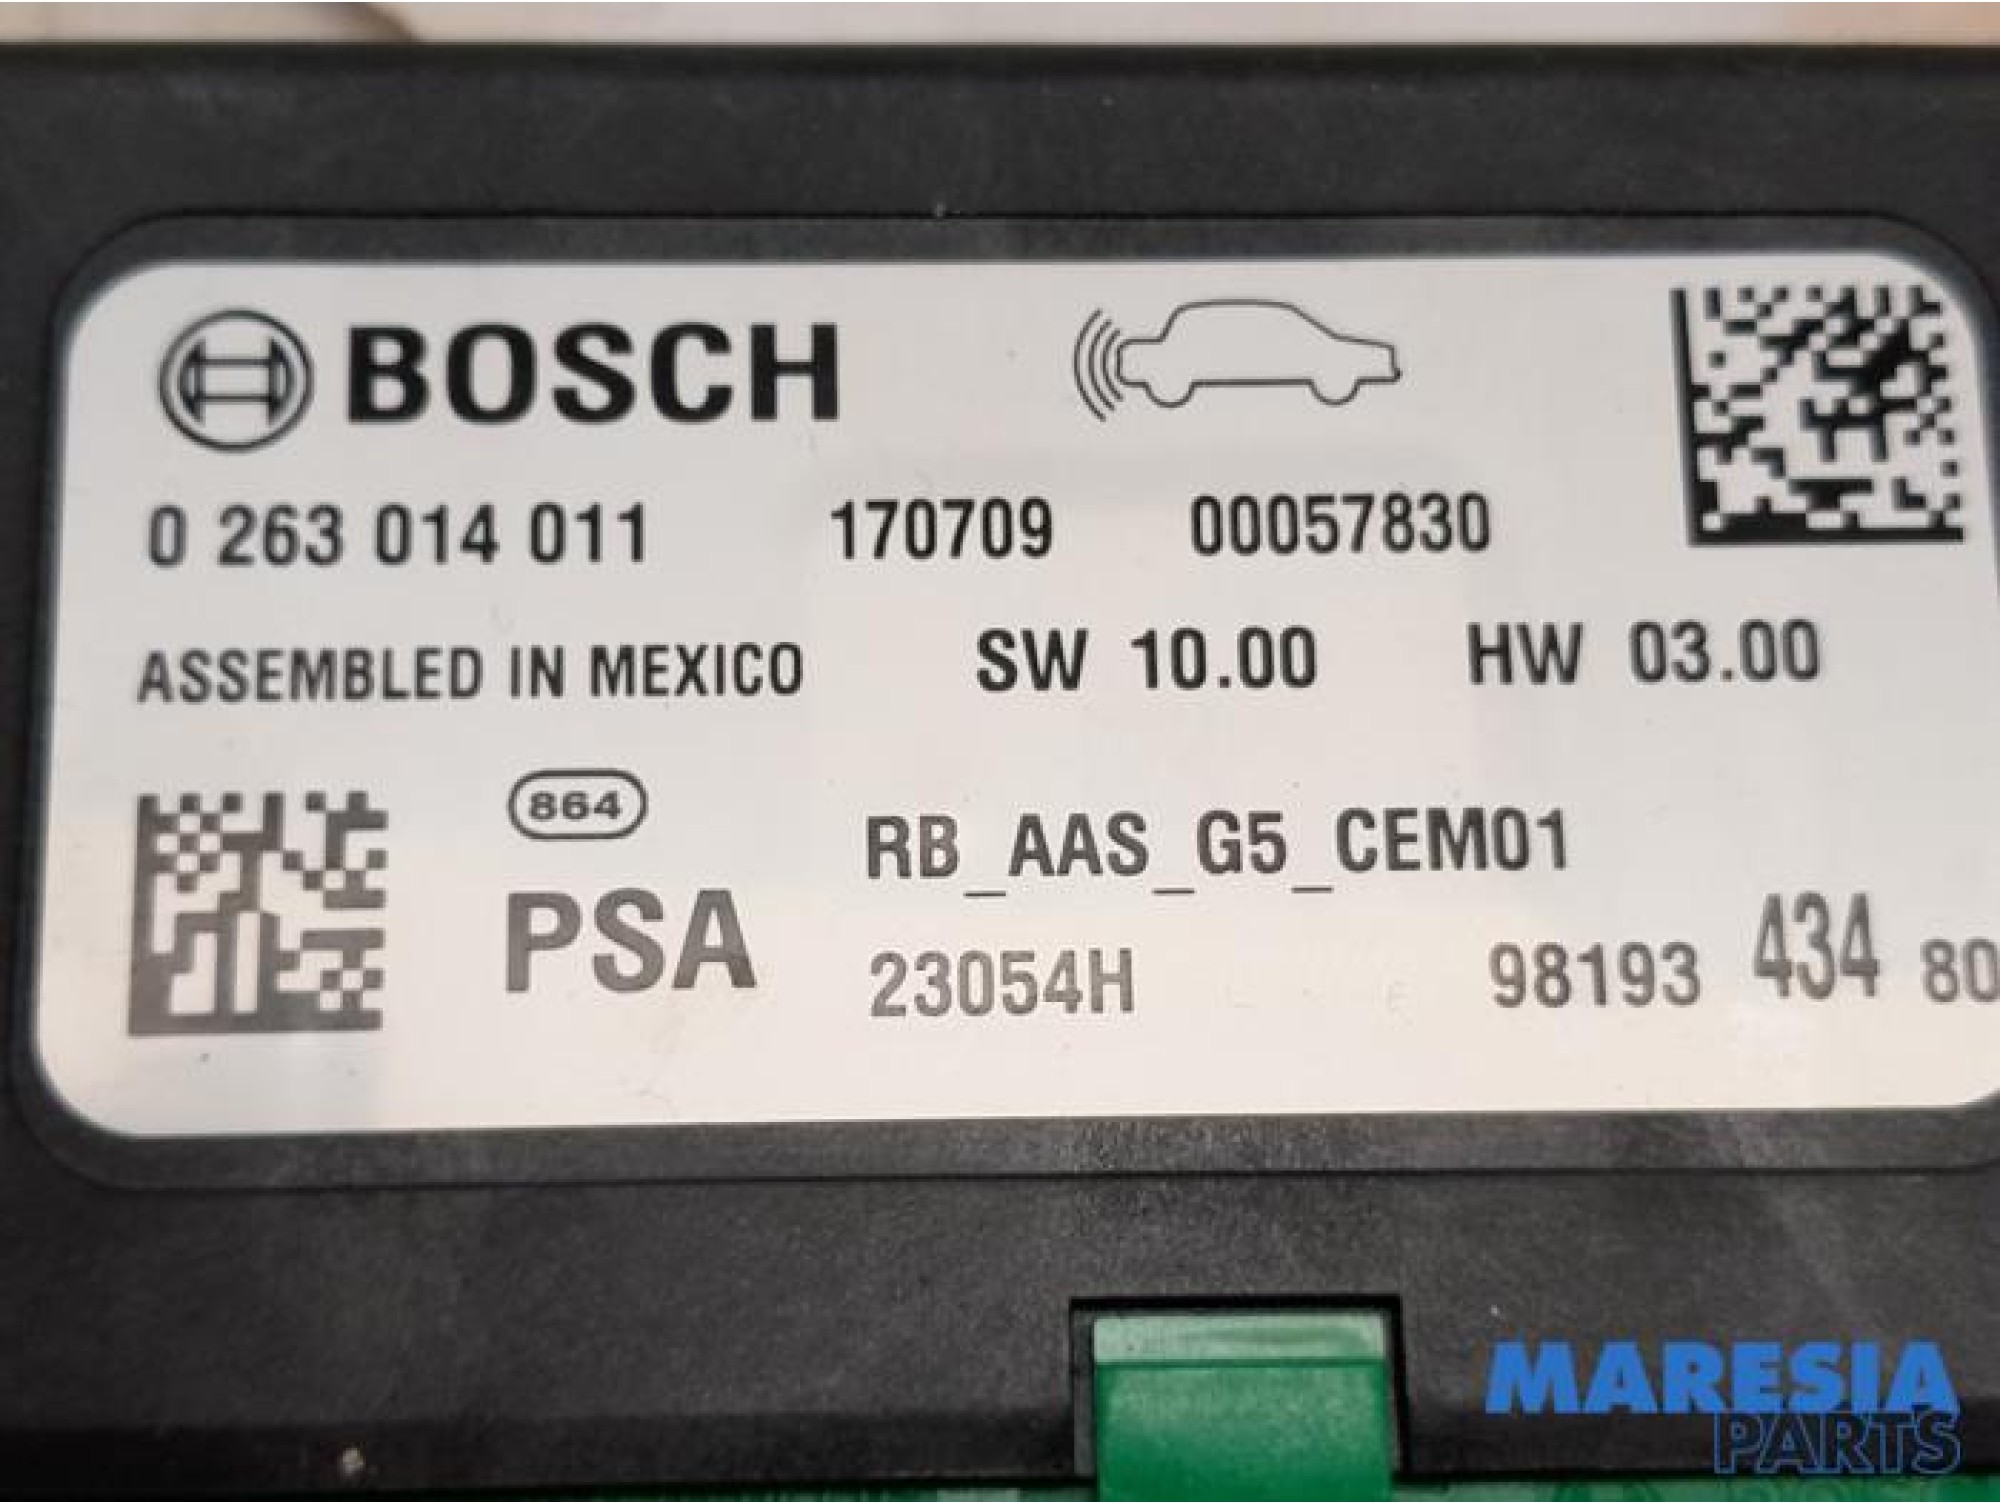 BOSCH
0 263 014 011 170709 00057830
ASSEMBLED IN MEXICO SW 10.00 HW 03.00
864
RB_AAS_G5_CEM01
PSA
23054H 98193 434 80
MARESIA
PARTS